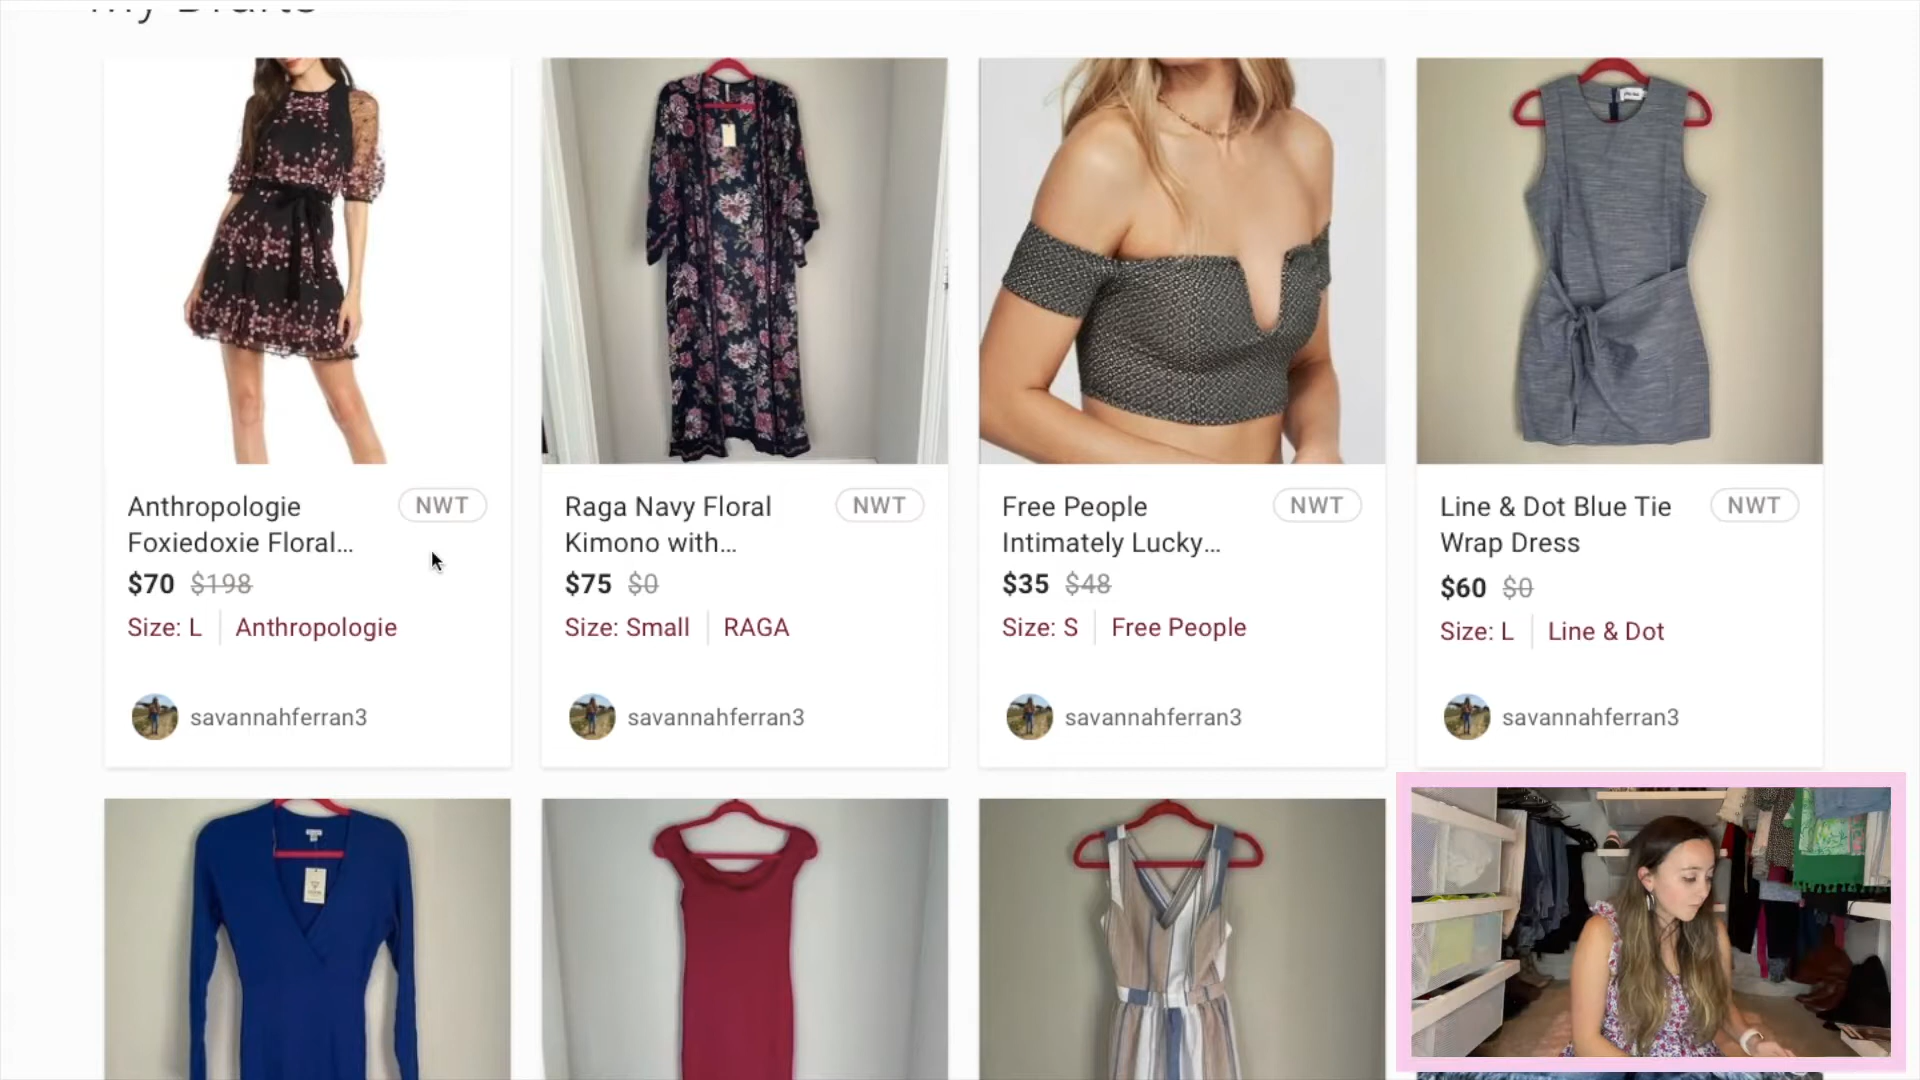 My Drafts
Anthropologie
Foxiedoxie Floral...
NWT
$70 $198
Size: L Anthropologie
savannahferran3
Raga Navy Floral
Kimono with...
NWT
$75 $0
Size: Small RAGA
savannahferran3
Free People
Intimately Lucky...
NWT
$35 $48
Size: S Free People
savannahferran3
Line & Dot Blue Tie
Wrap Dress
NWT
$60 $0
Size: L Line & Dot
savannahferran3